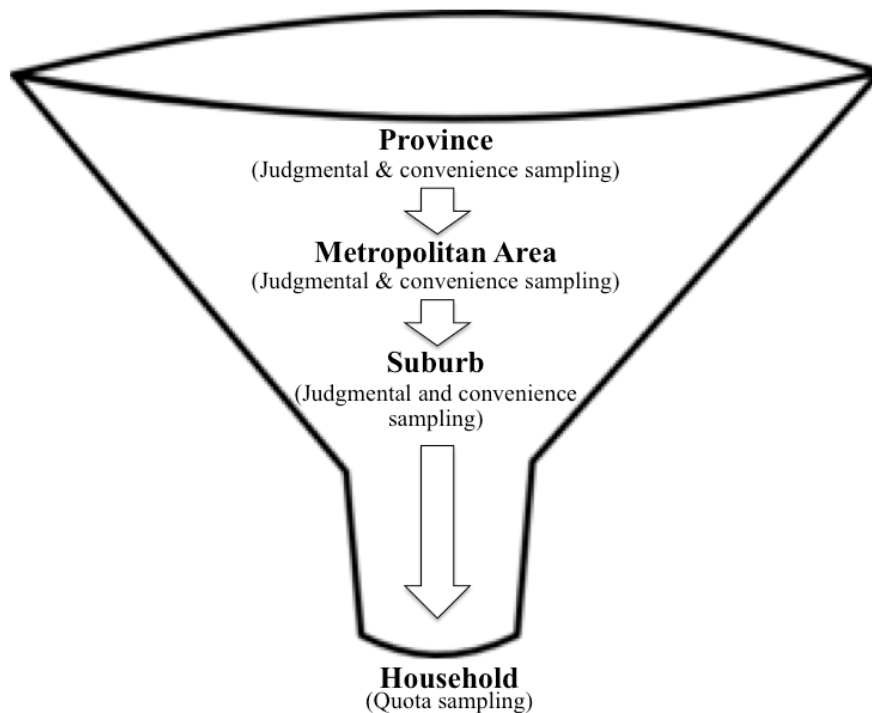 Province
(Judgmental & convenience sampling)
Metropolitan Area
(Judgmental & convenience sampling)
Suburb
(Judgmental and convenience
sampling)
Household
(Quota sampling)